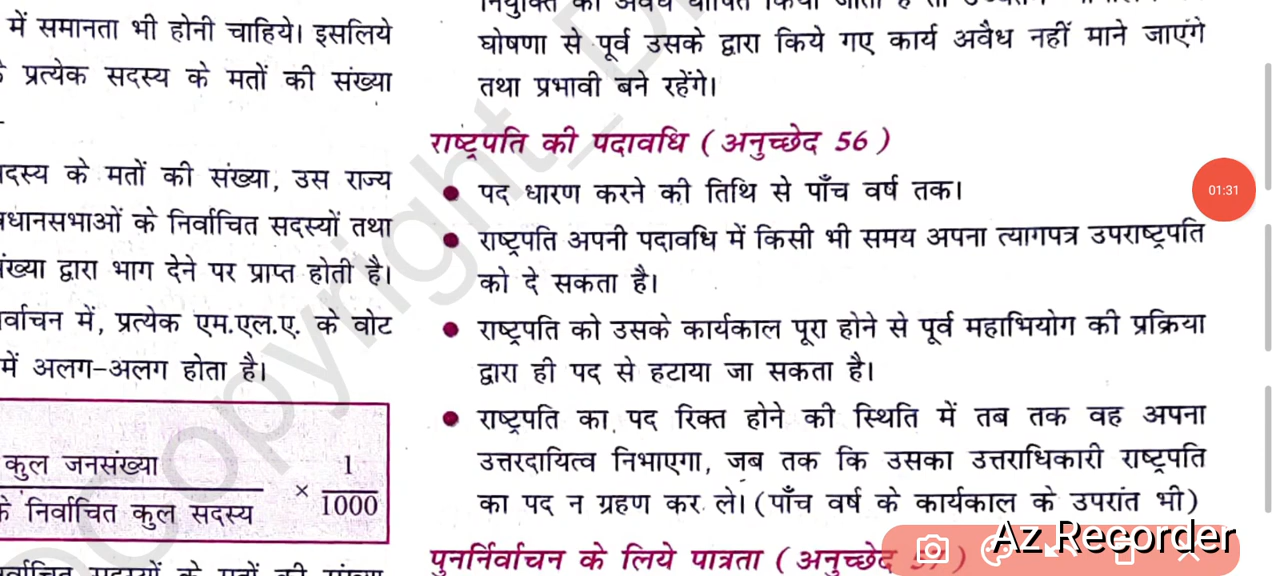 में समानता भी होनी चाहिये। इसलिये
प्रत्येक सदस्य के मतों की संख्या
के मतों की संख्या, उस राज्य
के निर्वाचित सदस्यों तथा
द्वारा भाग देने पर प्राप्त होती है।
में, प्रत्येक एम.एल.ए. के वोट
में अलग-अलग होता है।
कुल जनसंख्या
के निर्वाचित कुल सदस्य
× 1
1000
घोषणा से पूर्व उसके द्वारा किये गए कार्य अवैध नहीं माने जाएंगे
तथा प्रभावी बने रहेंगे।
राष्ट्रपति की पदावधि ( अनुच्छेद 56 )
● पद धारण करने की तिथि से पाँच वर्ष तक।
● राष्ट्रपति अपनी पदावधि में किसी भी समय अपना त्यागपत्र उपराष्ट्रपति
को दे सकता है।
● राष्ट्रपति को उसके कार्यकाल पूरा होने से पूर्व महाभियोग की प्रक्रिया
द्वारा ही पद से हटाया जा सकता है।
● राष्ट्रपति का पद रिक्त होने की स्थिति में तब तक वह अपना
उत्तरदायित्व निभाएगा, जब तक कि उसका उत्तराधिकारी राष्ट्रपति
का पद न ग्रहण कर ले। (पाँच वर्ष के कार्यकाल के उपरांत भी)
पुनर्निर्वाचन के लिये पात्रता ( अनुच्छेद
01:31
Az Recorder
Copyright